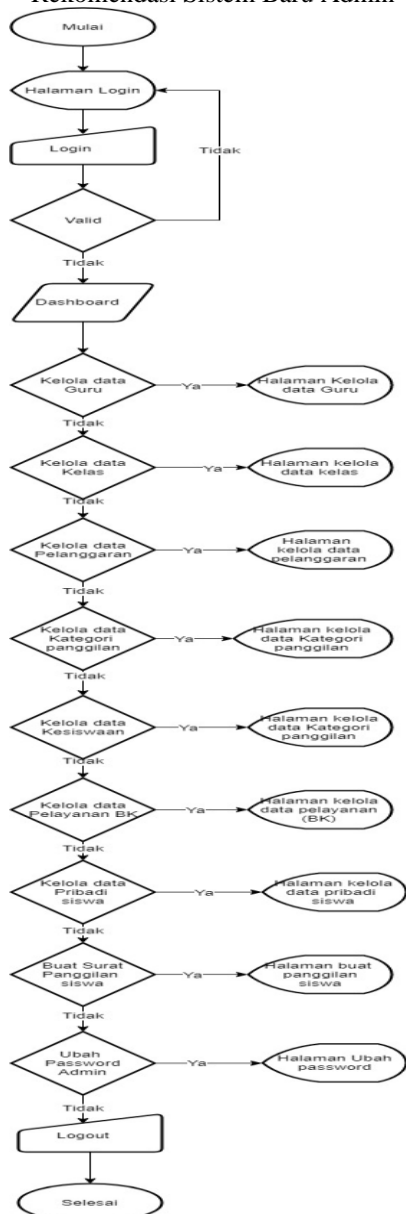 Rekomendasi Sistem Baru Admin
Mulai
Halaman Login
Login
Tidak
Valid
Tidak
Dashboard
Kelola data
Guru
Ya
Halaman Kelola
data Guru
Tidak
Kelola data
Kelas
Ya
Halaman kelola
data kelas
Tidak
Kelola data
Pelanggaran
Ya
Halaman
kelola data
pelanggaran
Tidak
Kelola data
Kategori
panggilan
Ya
Halaman kelola
data Kategori
panggilan
Tidak
Kelola data
Kesiswaan
Ya
Halaman kelola
data Kategori
panggilan
Tidak
Kelola data
Pelayanan BK
Ya
Halaman kelola
data pelayanan
(BK)
Tidak
Kelola data
Pribadi
siswa
Ya
Halaman kelola
data pribadi
siswa
Tidak
Buat Surat
Panggilan
siswa
Ya
Halaman buat
panggilan
siswa
Tidak
Ubah
Password
Admin
Ya
Halaman Ubah
password
Tidak
Logout
Selesai